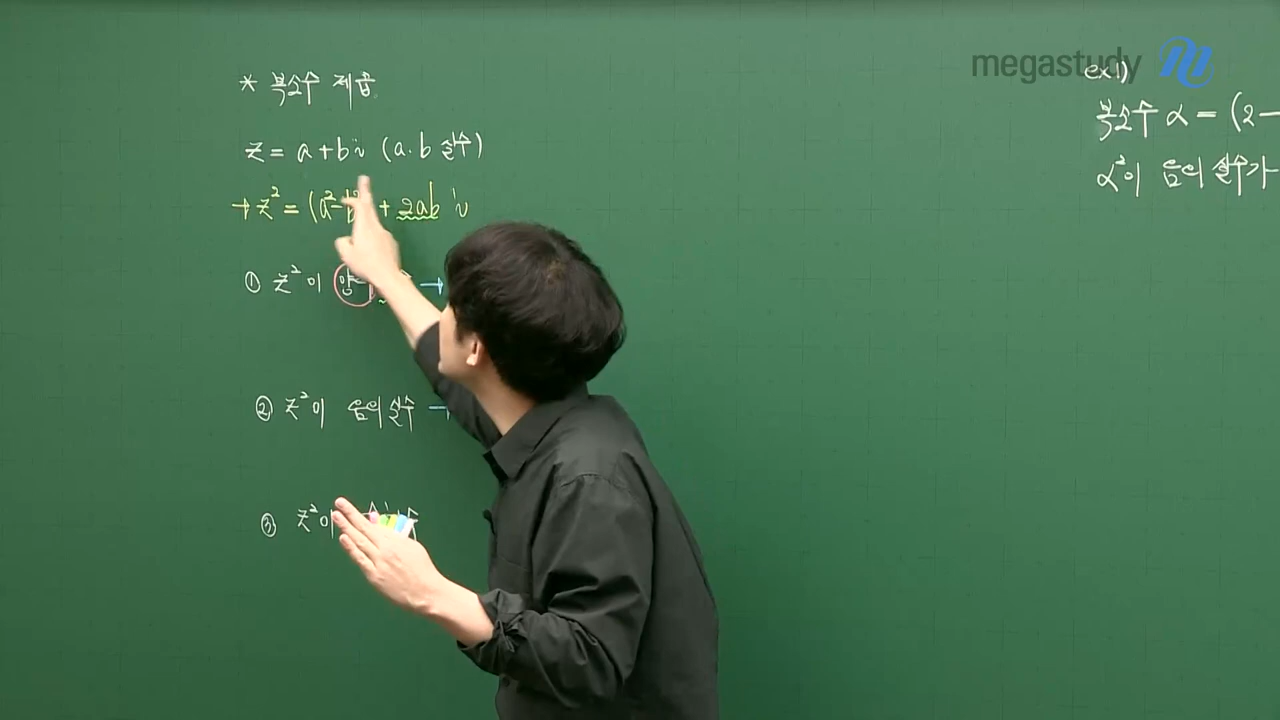 megastudy
* 복소수 제곱.
z = a + bi (a. b 실수)
→ z² = (a² - b² + 2ab i
① z²이 양 →
② z²이 음의 실수 →
③ z²이
ex1)
복소수 α = (2 -
α²이 음의 실수가